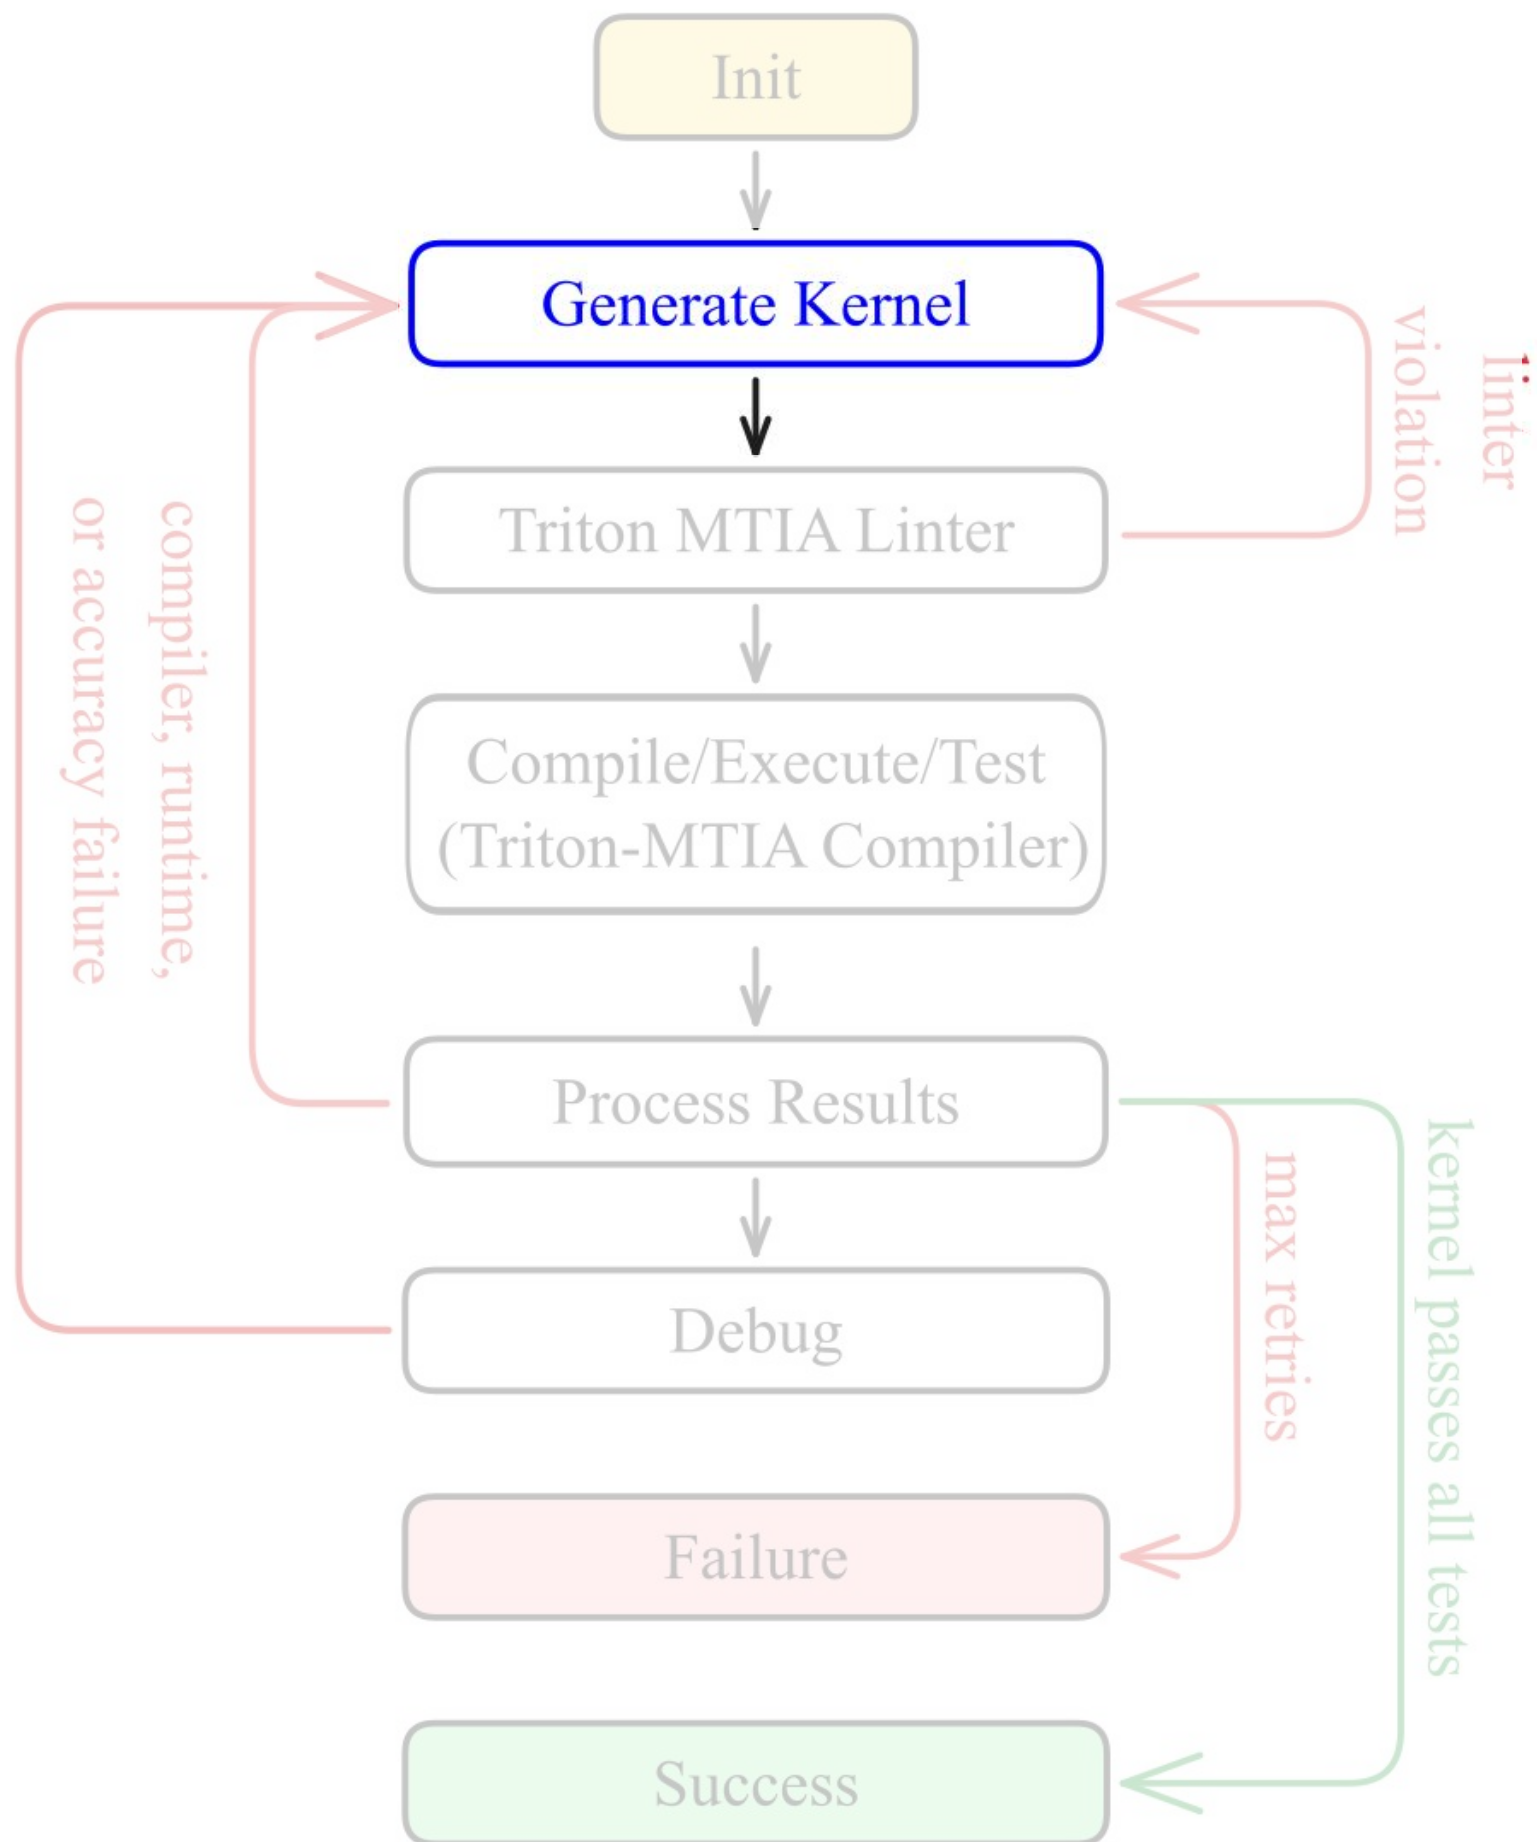 Init
Generate Kernel
linter
violation
Triton MTIA Linter
compiler, runtime,
or accuracy failure
Compile/Execute/Test
(Triton-MTIA Compiler)
Process Results
max retries
kernel passes all tests
Debug
Failure
Success